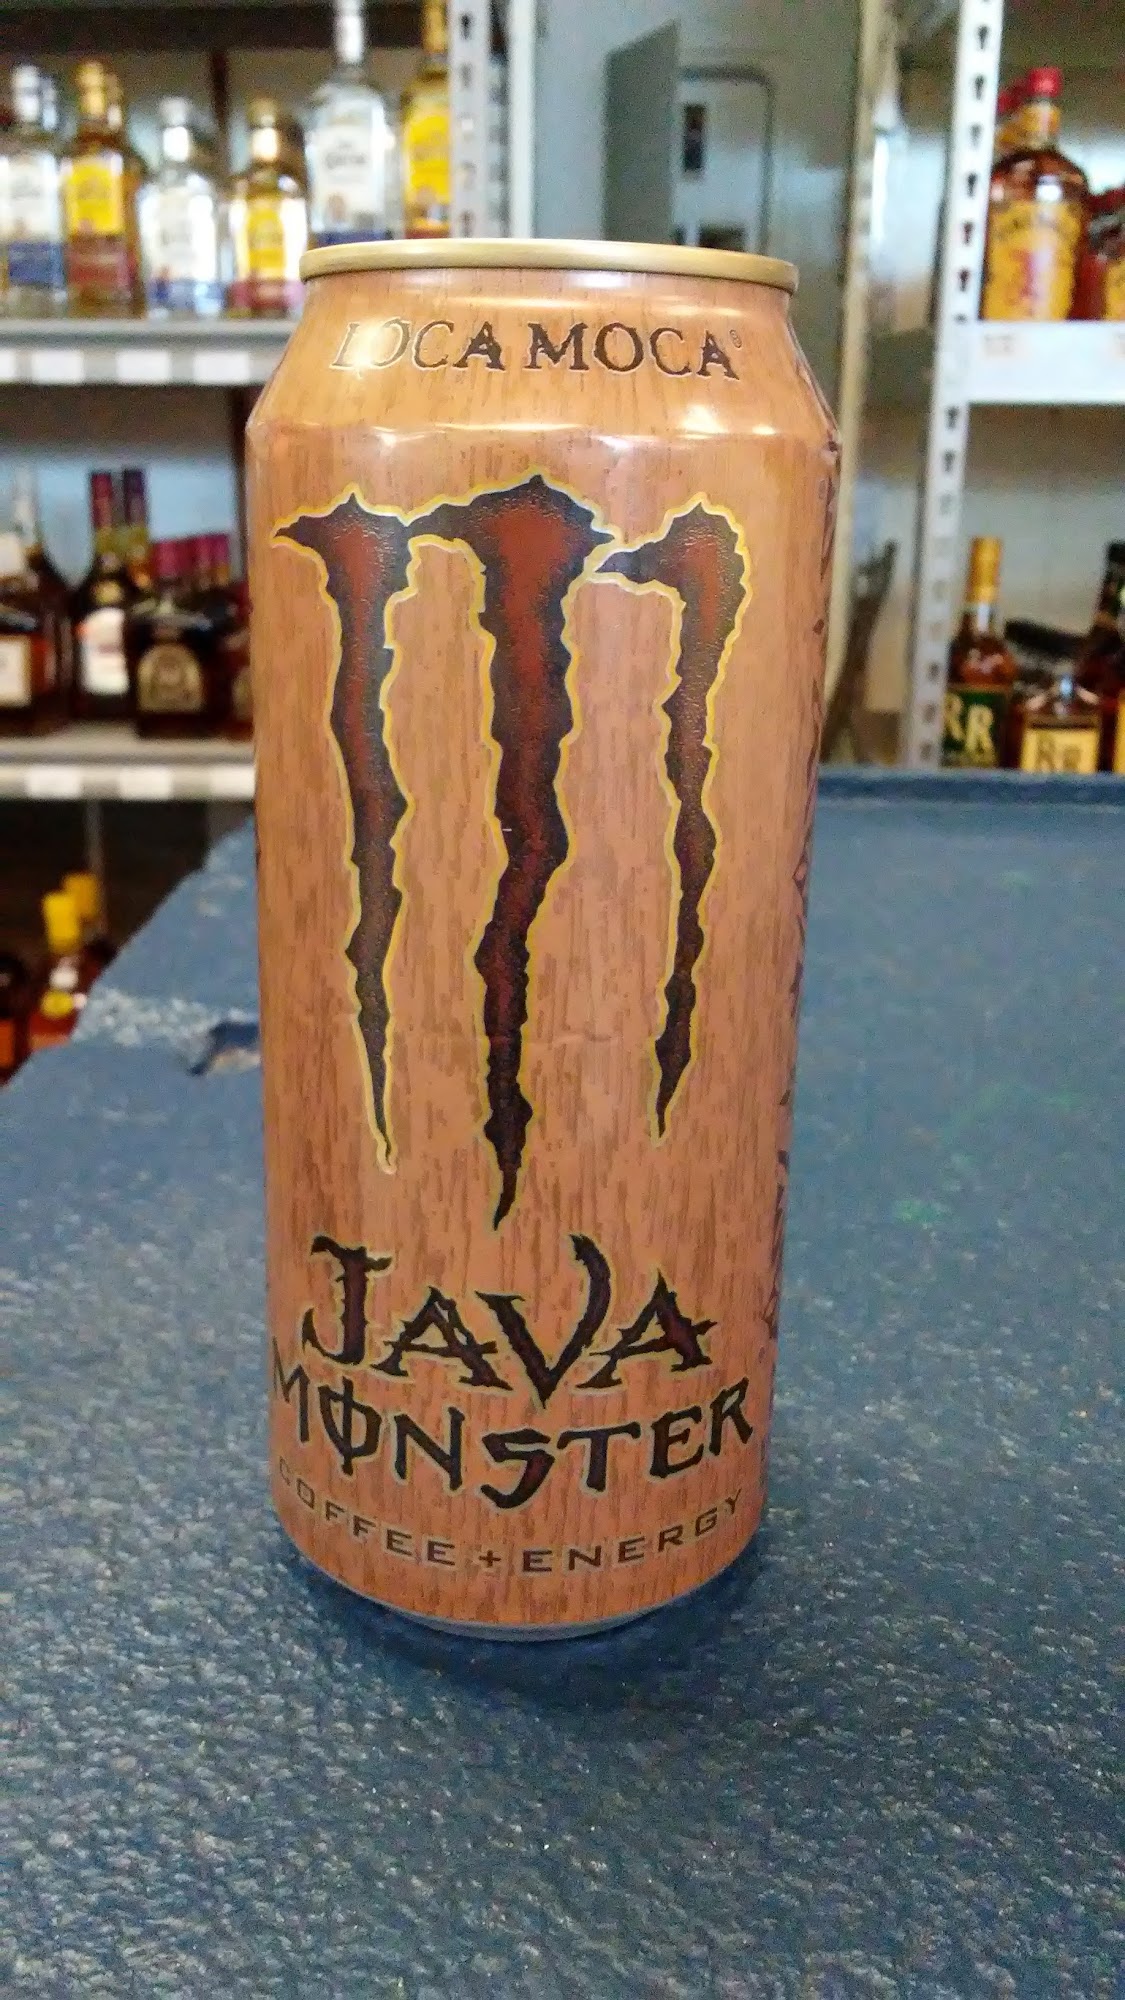 LOCA MOCA®
JAVA
MONSTER
COFFEE + ENERGY
R&R
R&R